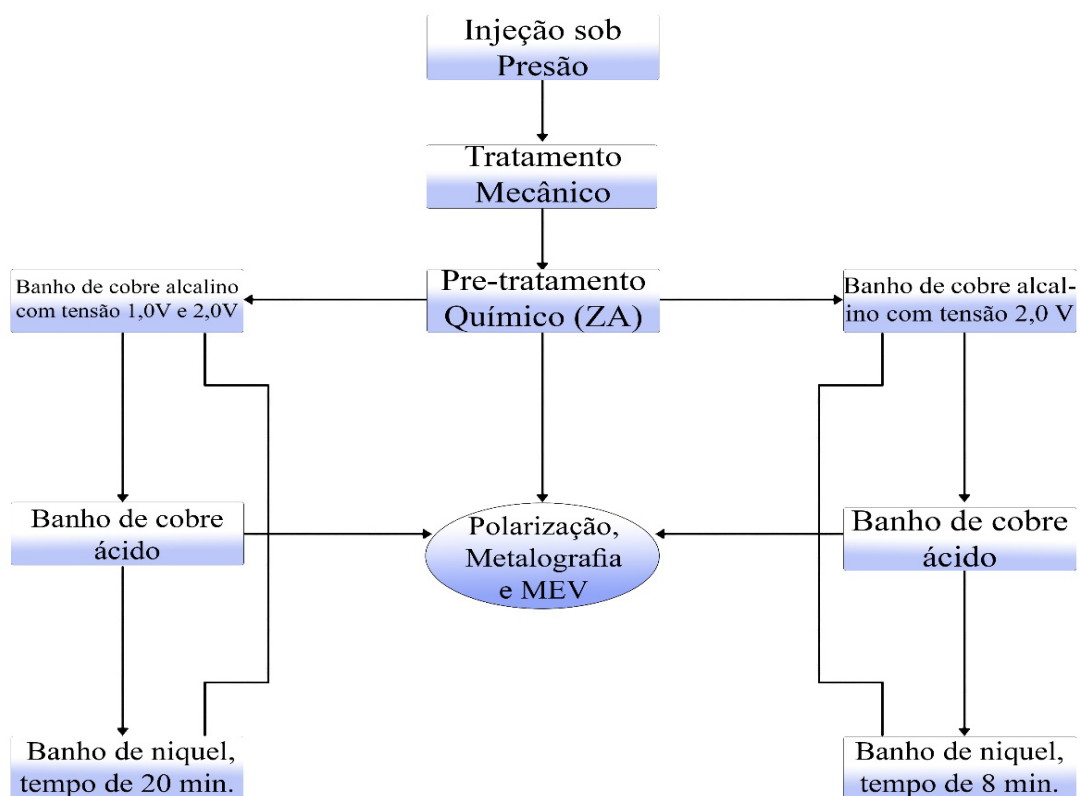 Injeção sob
Presão
Tratamento
Mecânico
Banho de cobre alcalino
com tensão 1,0V e 2,0V
Pre-tratamento
Químico (ZA)
Banho de cobre alcal-
ino com tensão 2,0 V
Banho de cobre
ácido
Polarização,
Metalografia
e MEV
Banho de cobre
ácido
Banho de niquel,
tempo de 20 min.
Banho de niquel,
tempo de 8 min.